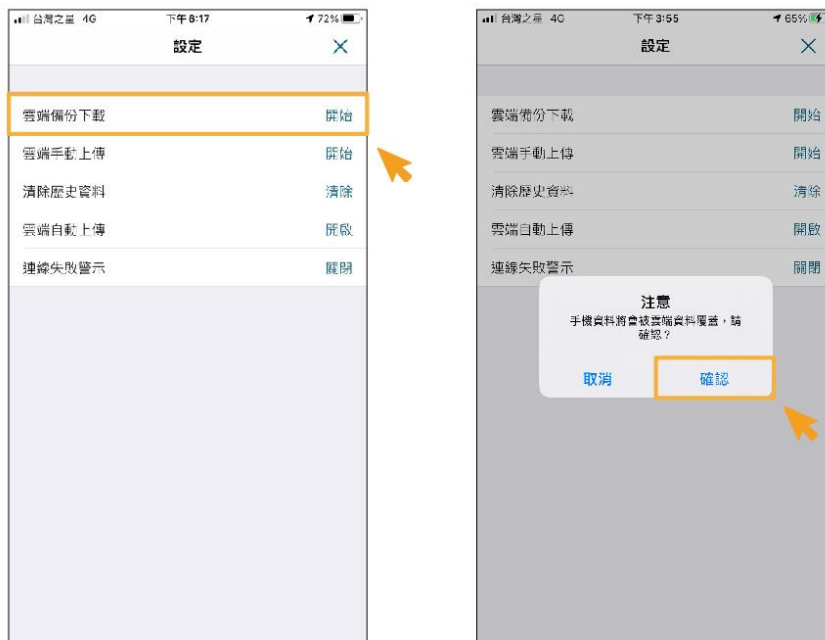 台灣之星 4G 下午 6:17 72%
設定
雲端備份下載 開始
雲端手動上傳 開始
清除歷史資料 清除
雲端自動上傳 開啟
連線失敗警示 關閉
台灣之星 4G 下午 3:55 65%
設定
雲端備份下載 開始
雲端手動上傳 開始
清除歷史資料 清除
雲端自動上傳 開啟
連線失敗警示 關閉
注意
手機資料將會被雲端資料覆蓋，請
確認？
取消 確認